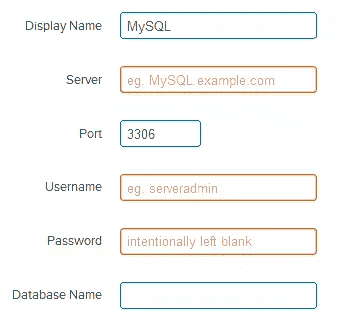 Display Name MySQL
Server eg. MySQL.example.com
Port 3306
Username eg. serveradmin
Password intentionally left blank
Database Name